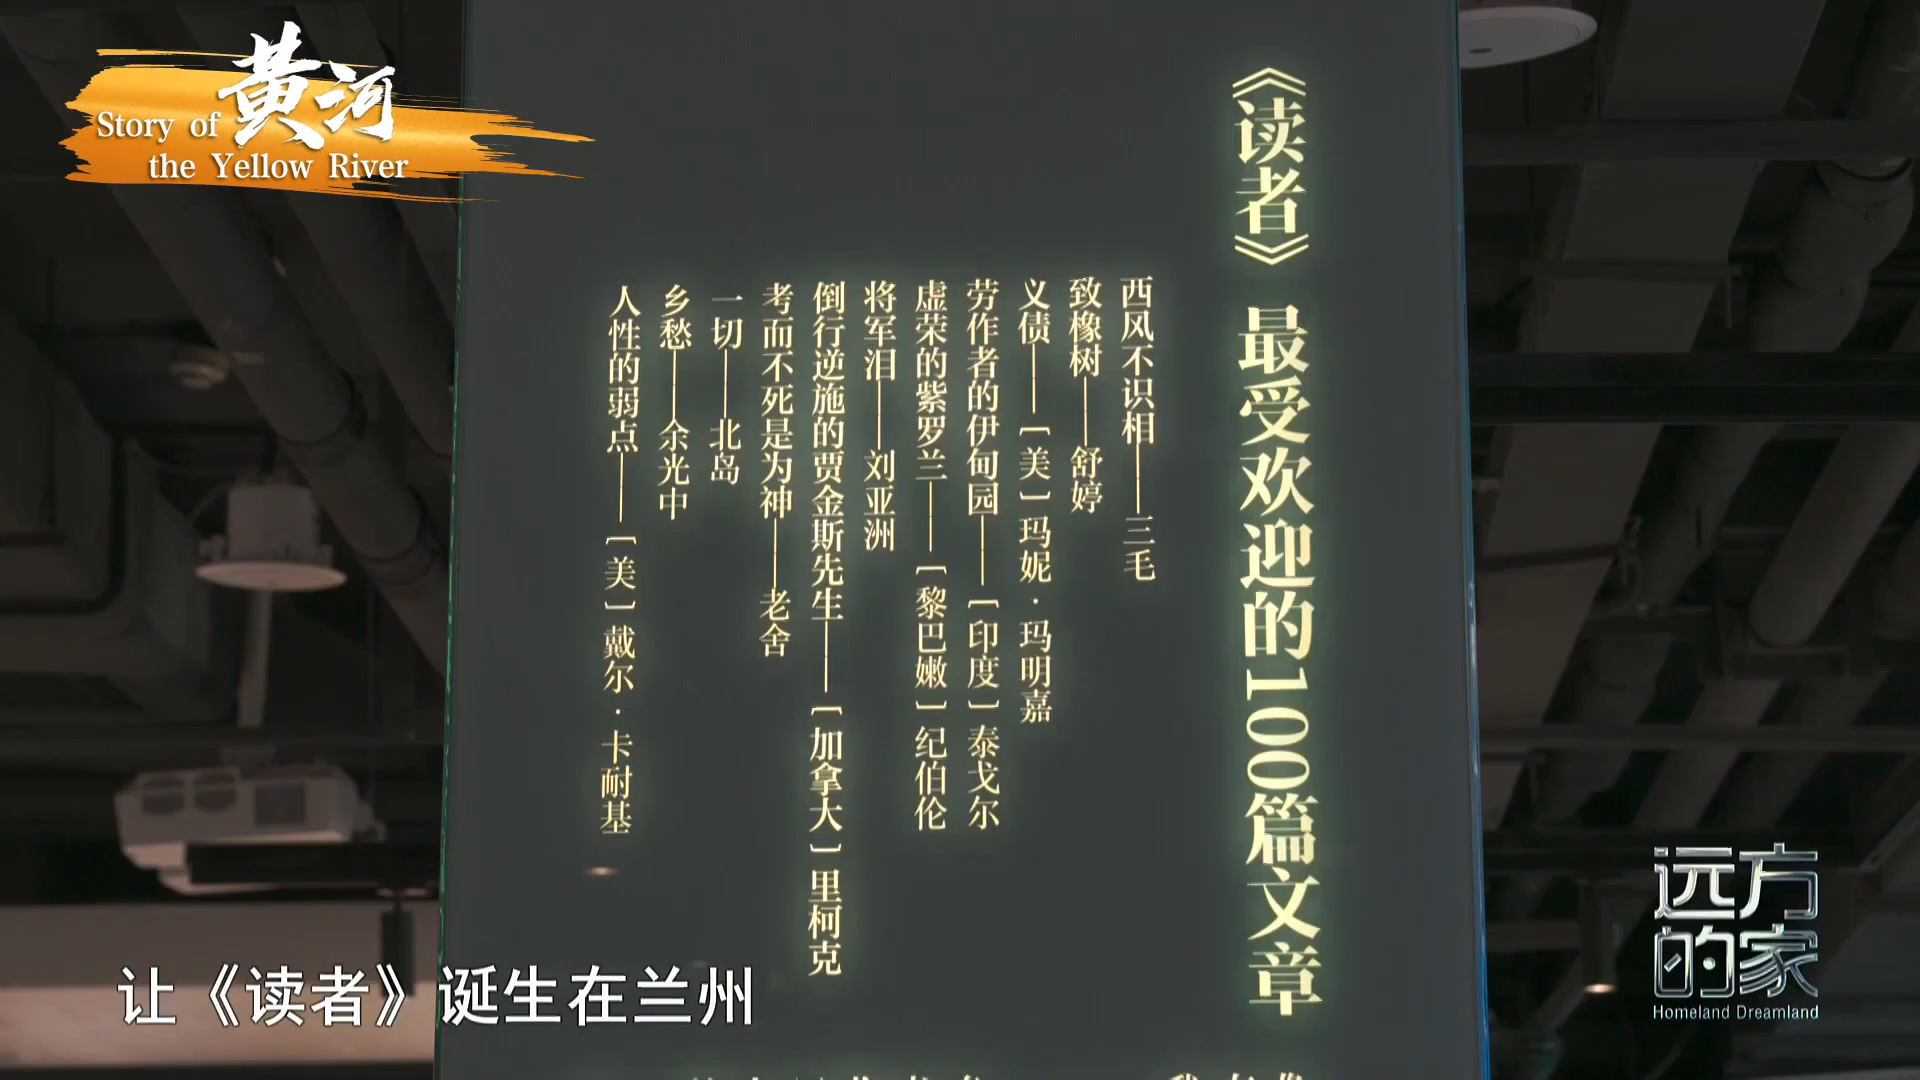 黄河
Story of
the Yellow River
《读者》最受欢迎的100篇文章
西风不识相——三毛
致橡树——舒婷
义债——［美］玛妮·玛明嘉
劳作者的伊甸园——［印度］泰戈尔
虚荣的紫罗兰——［黎巴嫩］纪伯伦
将军泪——刘亚洲
倒行逆施的贾金斯先生——［加拿大］里柯克
考而不死是为神——老舍
一切——北岛
乡愁——余光中
人性的弱点——［美］戴尔·卡耐基
让《读者》诞生在兰州
远方
的家
Homeland Dreamland